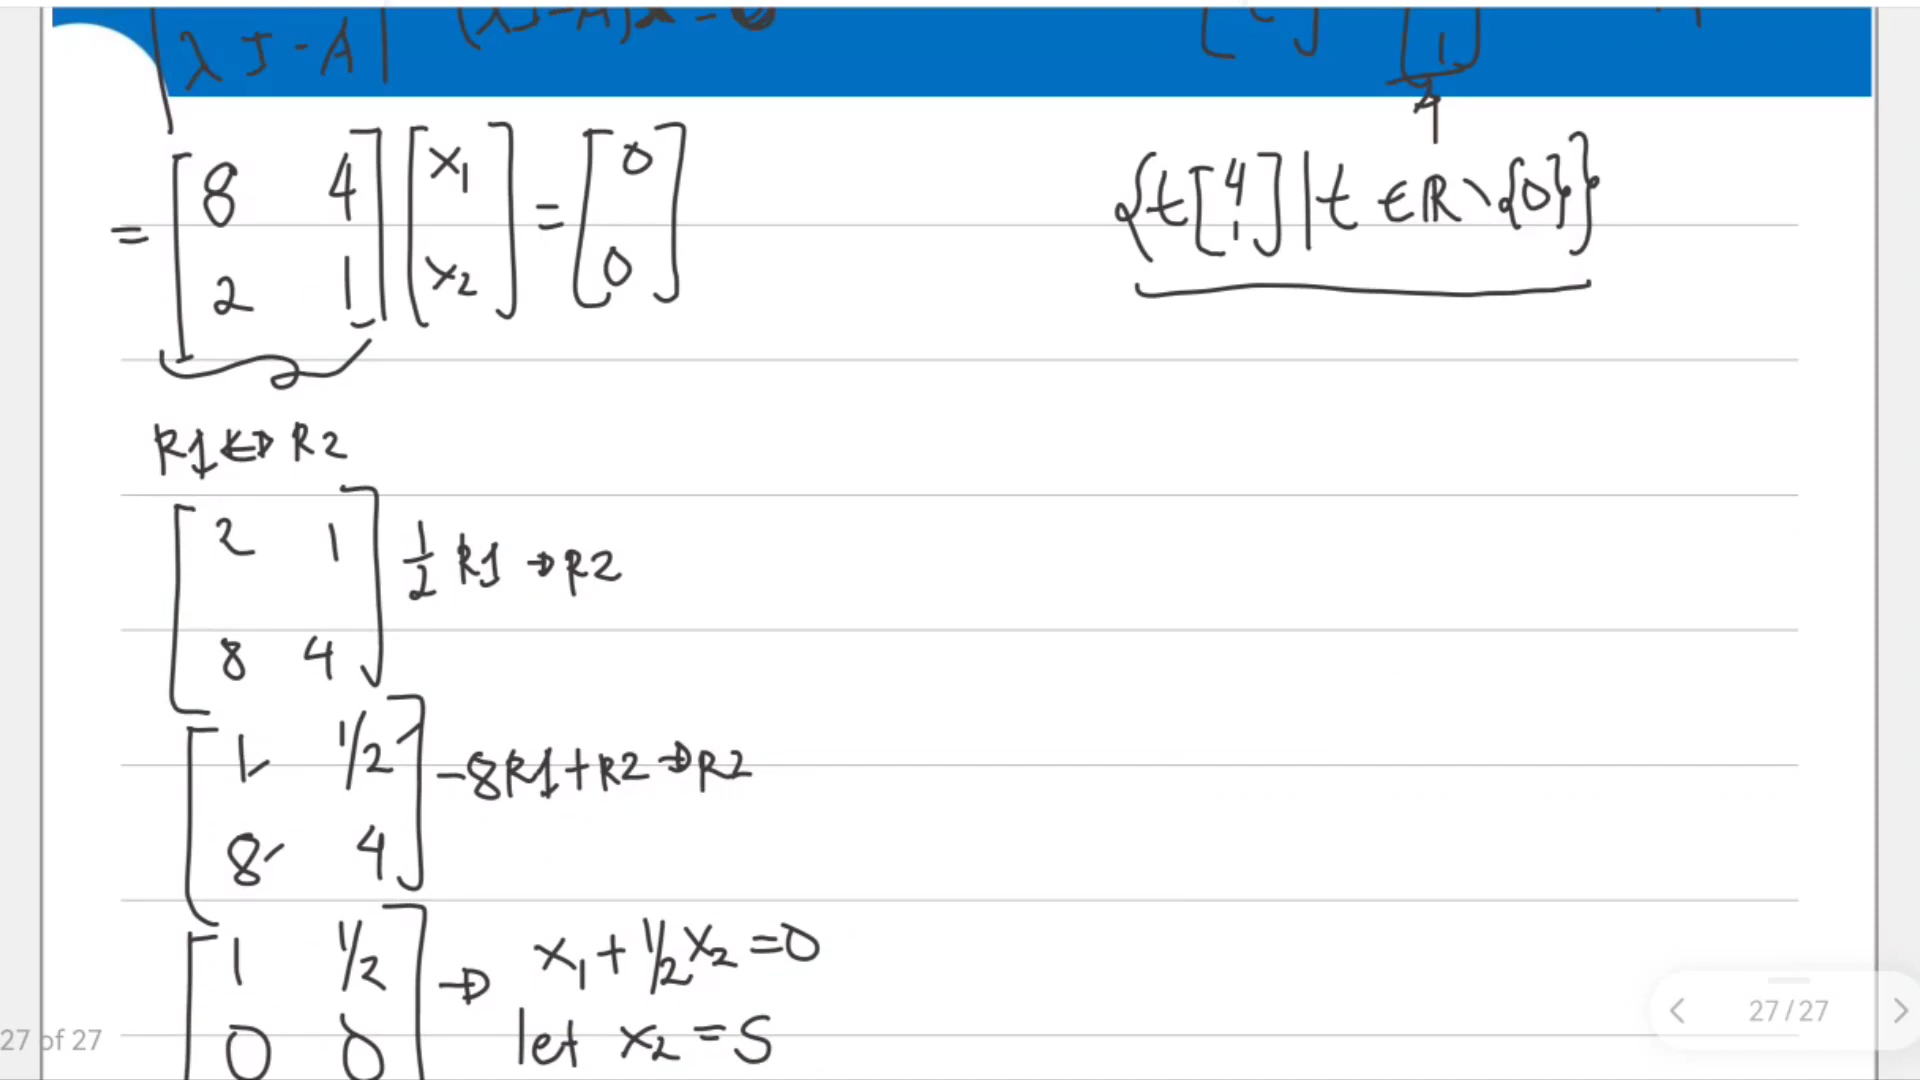 |λI-A|
= [8 4] [x₁] = [0]
[2 1] [x₂] [0]
{t[4 1] | t ∈ ℝ \ {0}}
R1 ⇔ R2
[2 1] 1/2 R1 → R2
[8 4]
[1 1/2] -8R1+R2 → R2
[8 4]
[1 1/2] → x₁ + 1/2 x₂ = 0
[0 0] let x₂ = S
27 of 27
27/27